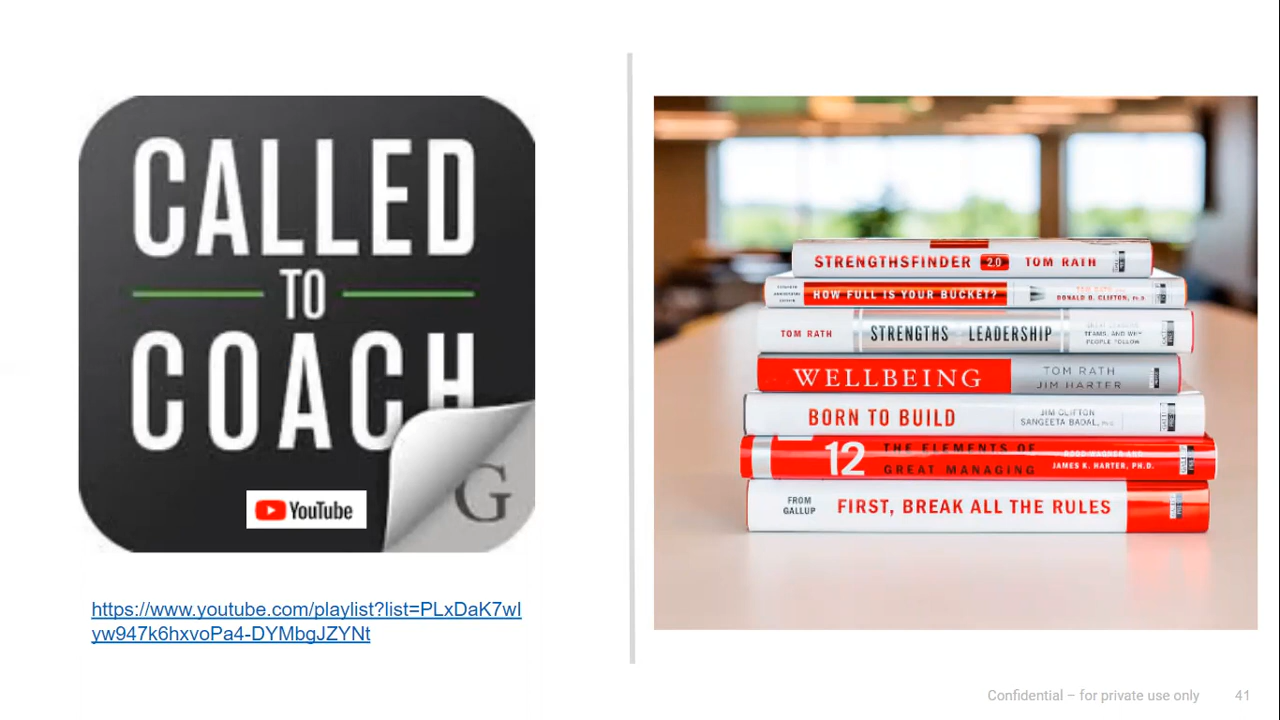 CALLED
TO
COACH
YouTube
G
https://www.youtube.com/playlist?list=PLxDaK7wI
yw947k6hxvoPa4-DYMbgJZYNt
STRENGTHSFINDER 2.0 TOM RATH
HOW FULL IS YOUR BUCKET?
DONALD O. CLIFTON, PH.D.
TOM RATH
STRENGTHS LEADERSHIP
TEAMS, AND WHY
PEOPLE FOLLOW
WELLBEING
TOM RATH
JIM HARTER
BORN TO BUILD
JIM CLIFTON
SANGEETA BADAL, PH.D.
12
THE ELEMENTS OF
GREAT MANAGING
JAMES K. HARTER, PH.D.
FROM
GALLUP
FIRST, BREAK ALL THE RULES
Confidential – for private use only
41